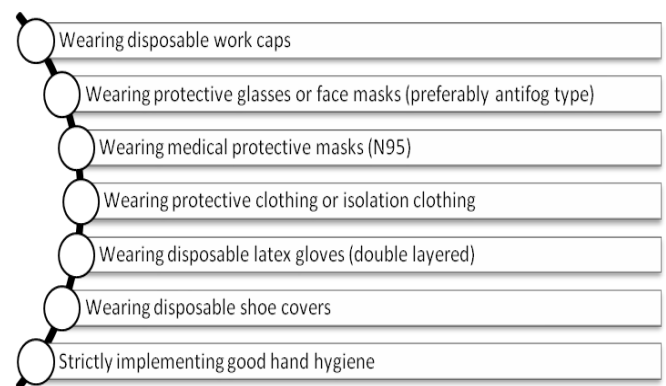 Wearing disposable work caps
Wearing protective glasses or face masks (preferably antifog type)
Wearing medical protective masks (N95)
Wearing protective clothing or isolation clothing
Wearing disposable latex gloves (double layered)
Wearing disposable shoe covers
Strictly implementing good hand hygiene